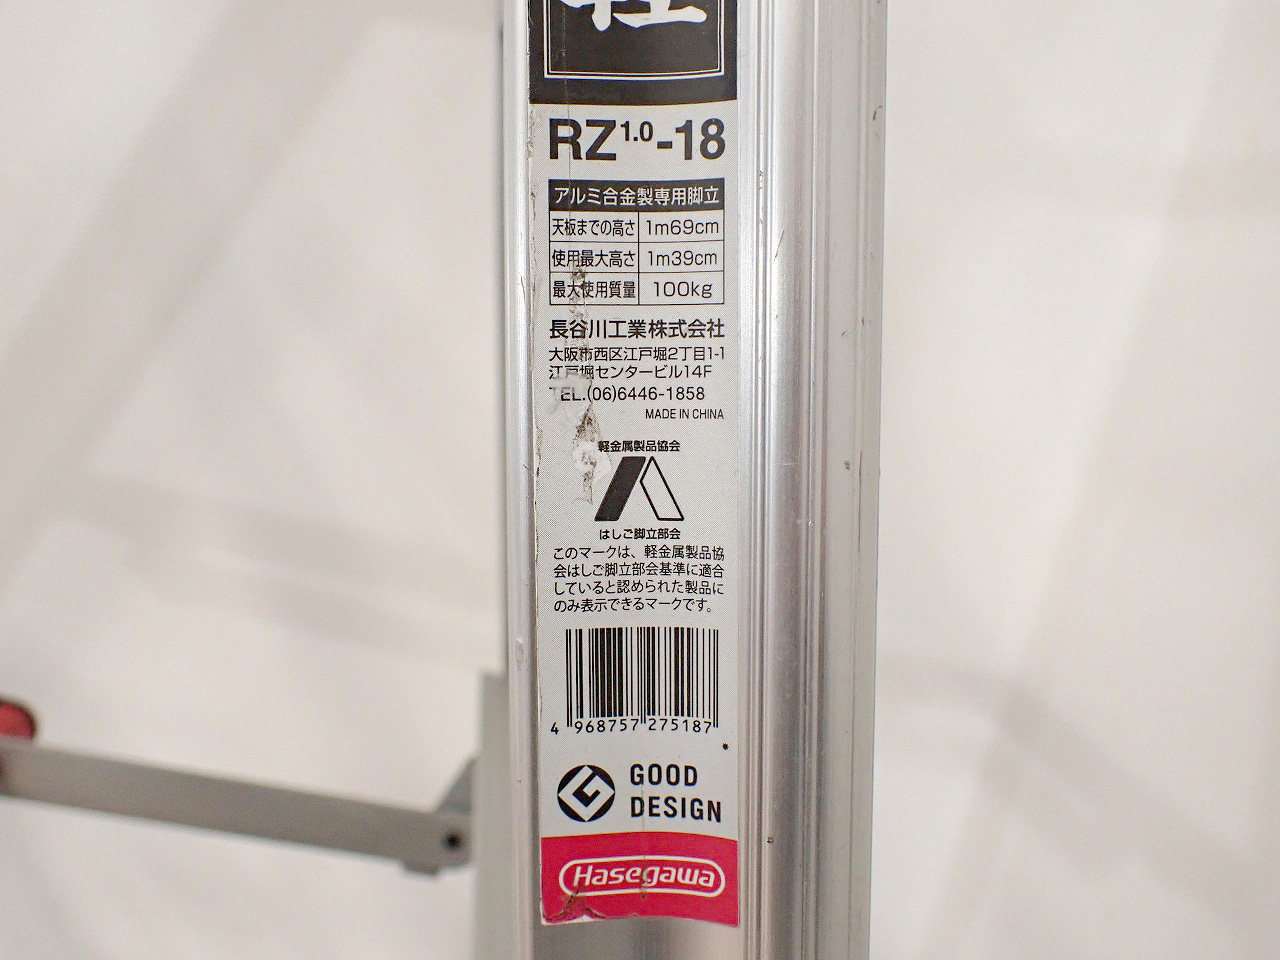 軽
RZ1.0-18
アルミ合金製専用脚立
天板までの高さ 1m69cm
使用最大高さ 1m39cm
最大使用質量 100kg
長谷川工業株式会社
大阪市西区江戸堀2丁目1-1
江戸堀センタービル14F
TEL.(06)6446-1858
MADE IN CHINA
軽金属製品協会
はしご脚立部会
このマークは、軽金属製品協
会はしご脚立部会基準に適合
していると認められた製品に
のみ表示できるマークです。
4 968757 275187
GOOD
DESIGN
Hasegawa